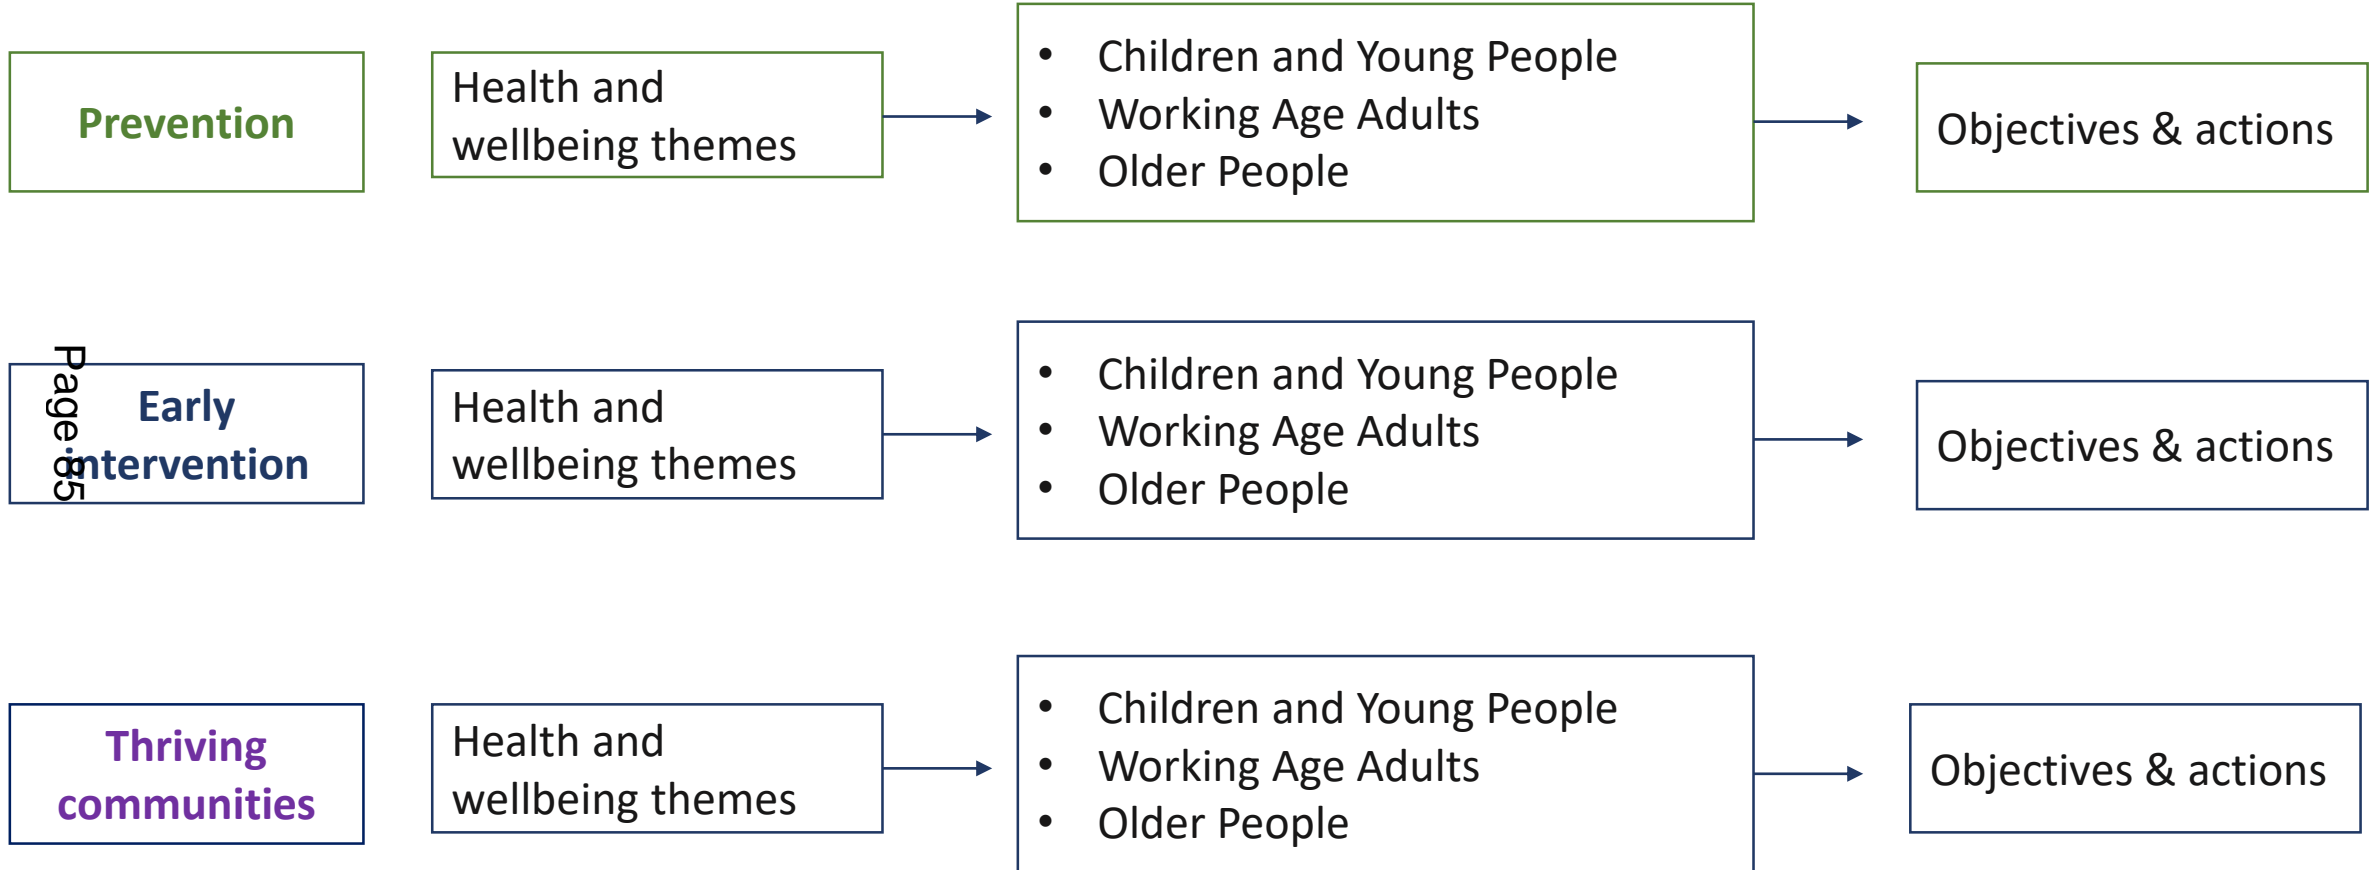 Prevention
Health and
wellbeing themes
• Children and Young People
• Working Age Adults
• Older People
Objectives & actions
Page 85
Early
intervention
Health and
wellbeing themes
• Children and Young People
• Working Age Adults
• Older People
Objectives & actions
Thriving
communities
Health and
wellbeing themes
• Children and Young People
• Working Age Adults
• Older People
Objectives & actions